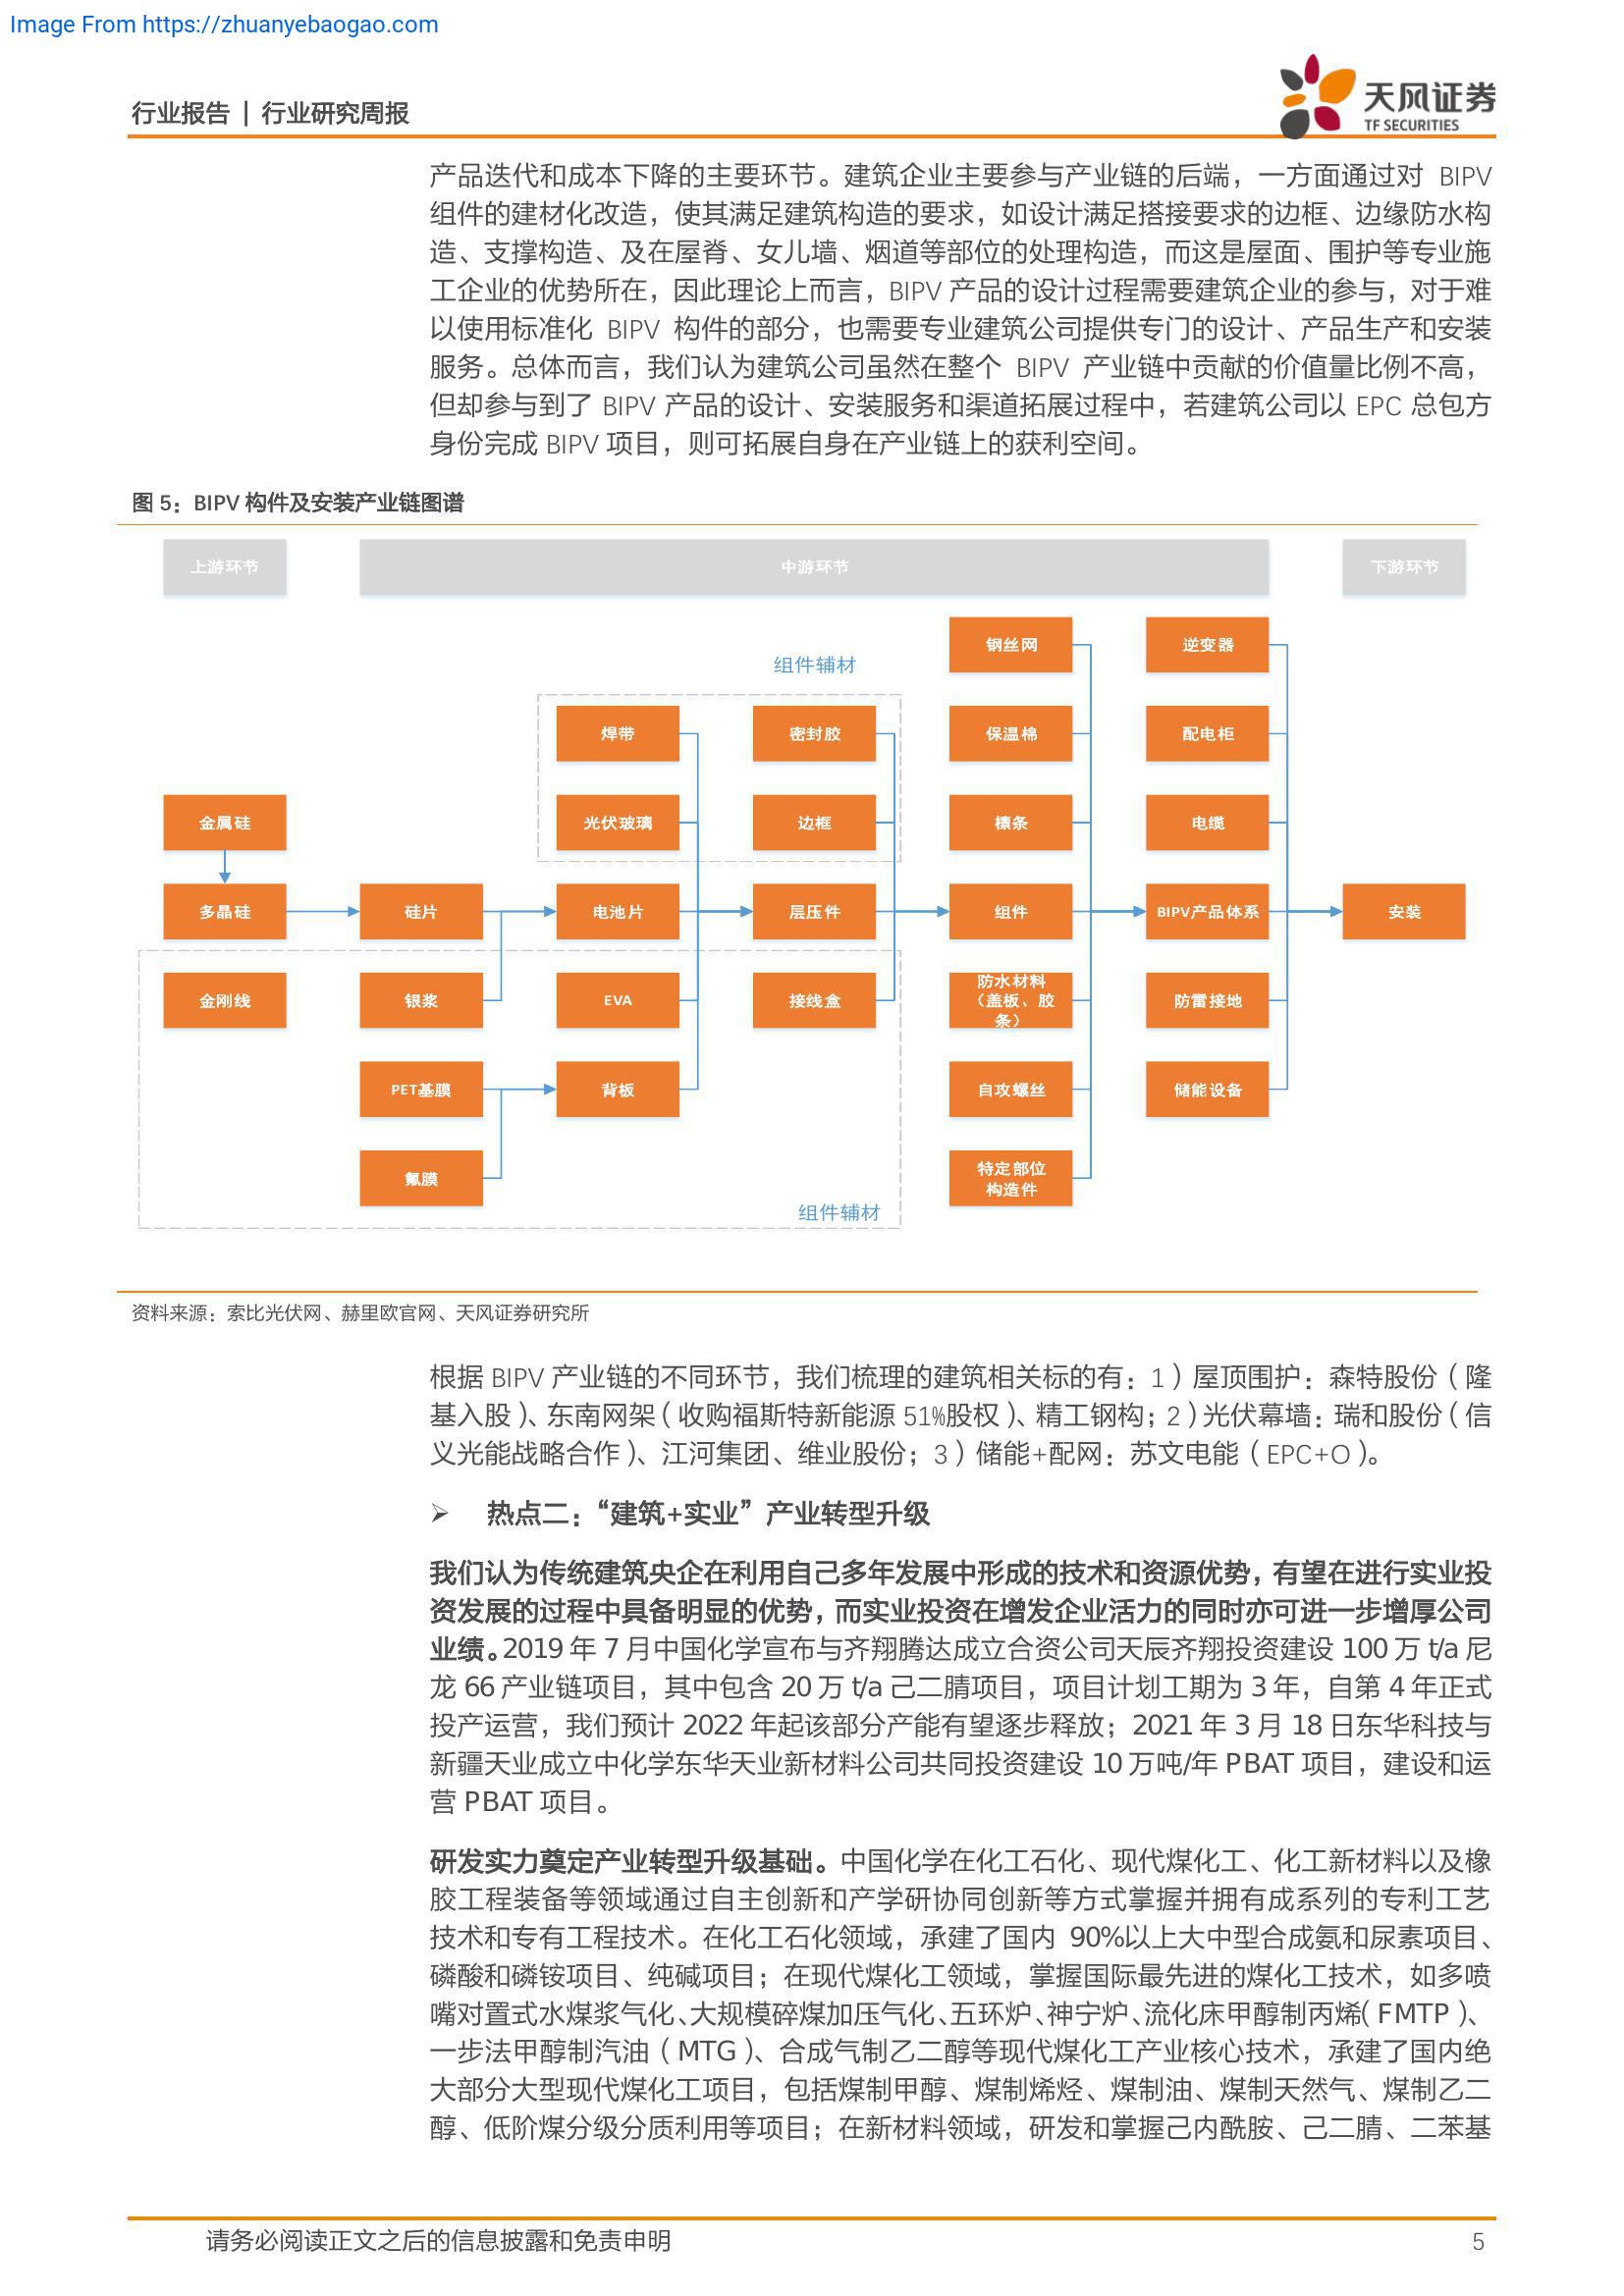 Image From https://zhuanyebaogao.com
行业报告 | 行业研究周报
天风证券
TF SECURITIES
产品迭代和成本下降的主要环节。建筑企业主要参与产业链的后端，一方面通过对 BIPV
组件的建材化改造，使其满足建筑构造的要求，如设计满足搭接要求的边框、边缘防水构
造、支撑构造、及在屋脊、女儿墙、烟道等部位的处理构造，而这是屋面、围护等专业施
工企业的优势所在，因此理论上而言，BIPV 产品的设计过程需要建筑企业的参与，对于难
以使用标准化 BIPV 构件的部分，也需要专业建筑公司提供专门的设计、产品生产和安装
服务。总体而言，我们认为建筑公司虽然在整个 BIPV 产业链中贡献的价值量比例不高，
但却参与到了 BIPV 产品的设计、安装服务和渠道拓展过程中，若建筑公司以 EPC 总包方
身份完成 BIPV 项目，则可拓展自身在产业链上的获利空间。
图 5：BIPV 构件及安装产业链图谱
上游环节
中游环节
下游环节
钢丝网
逆变器
组件辅材
焊带
密封胶
保温棉
配电柜
金属硅
光伏玻璃
边框
檩条
电缆
多晶硅
硅片
电池片
层压件
组件
BIPV产品体系
安装
金刚线
银浆
EVA
接线盒
防水材料
（盖板、胶
条）
防雷接地
PET基膜
背板
自攻螺丝
储能设备
氟膜
特定部位
构造件
组件辅材
资料来源：索比光伏网、赫里欧官网、天风证券研究所
根据 BIPV 产业链的不同环节，我们梳理的建筑相关标的有：1）屋顶围护：森特股份（隆
基入股）、东南网架（收购福斯特新能源 51%股权）、精工钢构；2）光伏幕墙：瑞和股份（信
义光能战略合作）、江河集团、维业股份；3）储能+配网：苏文电能（EPC+O）。
➢ 热点二：“建筑+实业”产业转型升级
我们认为传统建筑央企在利用自己多年发展中形成的技术和资源优势，有望在进行实业投
资发展的过程中具备明显的优势，而实业投资在增发企业活力的同时亦可进一步增厚公司
业绩。2019 年 7 月中国化学宣布与齐翔腾达成立合资公司天辰齐翔投资建设 100 万 t/a 尼
龙 66 产业链项目，其中包含 20 万 t/a 己二腈项目，项目计划工期为 3 年，自第 4 年正式
投产运营，我们预计 2022 年起该部分产能有望逐步释放；2021 年 3 月 18 日东华科技与
新疆天业成立中化学东华天业新材料公司共同投资建设 10 万吨/年 PBAT 项目，建设和运
营 PBAT 项目。
研发实力奠定产业转型升级基础。中国化学在化工石化、现代煤化工、化工新材料以及橡
胶工程装备等领域通过自主创新和产学研协同创新等方式掌握并拥有成系列的专利工艺
技术和专有工程技术。在化工石化领域，承建了国内 90%以上大中型合成氨和尿素项目、
磷酸和磷铵项目、纯碱项目；在现代煤化工领域，掌握国际最先进的煤化工技术，如多喷
嘴对置式水煤浆气化、大规模碎煤加压气化、五环炉、神宁炉、流化床甲醇制丙烯（FMTP）、
一步法甲醇制汽油（MTG）、合成气制乙二醇等现代煤化工产业核心技术，承建了国内绝
大部分大型现代煤化工项目，包括煤制甲醇、煤制烯烃、煤制油、煤制天然气、煤制乙二
醇、低阶煤分级分质利用等项目；在新材料领域，研发和掌握己内酰胺、己二腈、二苯基
请务必阅读正文之后的信息披露和免责申明
5